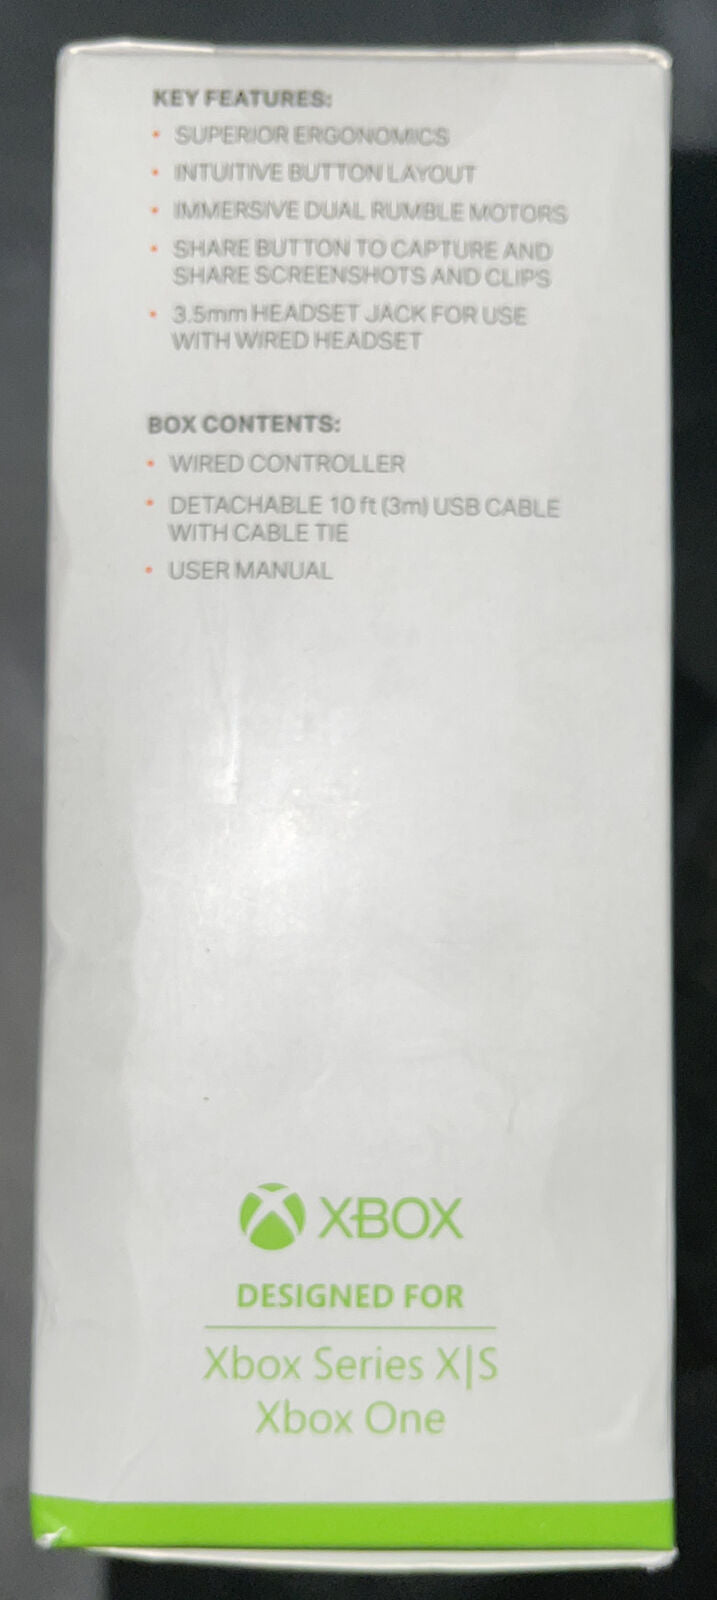 KEY FEATURES:
• SUPERIOR ERGONOMICS
• INTUITIVE BUTTON LAYOUT
• IMMERSIVE DUAL RUMBLE MOTORS
• SHARE BUTTON TO CAPTURE AND
SHARE SCREENSHOTS AND CLIPS
• 3.5mm HEADSET JACK FOR USE
WITH WIRED HEADSET
BOX CONTENTS:
• WIRED CONTROLLER
• DETACHABLE 10 ft (3m) USB CABLE
WITH CABLE TIE
• USER MANUAL
XBOX
DESIGNED FOR
Xbox Series X|S
Xbox One